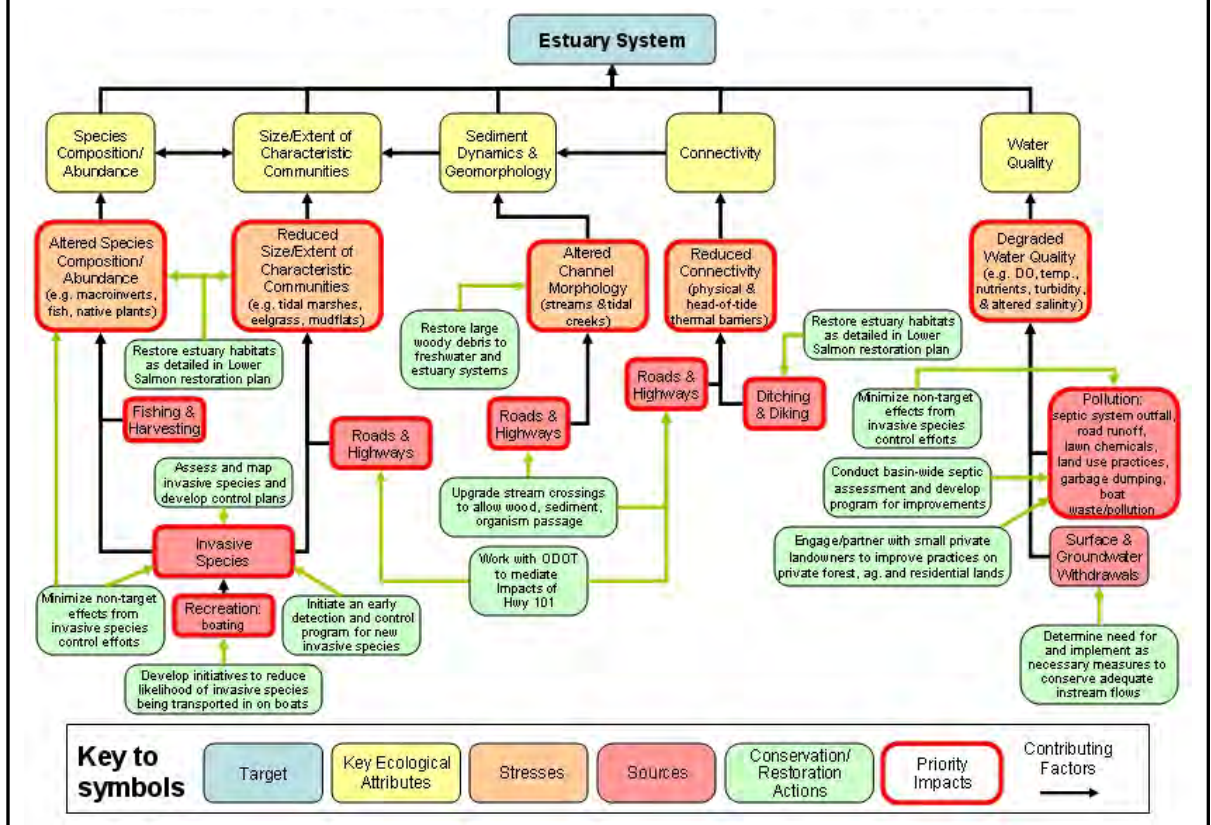 Estuary System
Species
Composition/
Abundance
Size/Extent of
Characteristic
Communities
Sediment
Dynamics &
Geomorphology
Connectivity
Water
Quality
Altered Species
Composition/
Abundance
(e.g. macroinverts,
fish, native plants)
Reduced
Size/Extent of
Characteristic
Communities
(e.g. tidal marshes,
eelgrass, mudflats)
Altered
Channel
Morphology
(streams & tidal
creeks)
Reduced
Connectivity
(physical &
head-of-tide
thermal barriers)
Degraded
Water Quality
(e.g. DO, temp.,
nutrients, turbidity,
& altered salinity)
Restore estuary habitats
as detailed in Lower
Salmon restoration plan
Restore large
woody debris to
freshwater and
estuary systems
Restore estuary habitats
as detailed in Lower
Salmon restoration plan
Fishing &
Harvesting
Roads &
Highways
Roads &
Highways
Roads &
Highways
Ditching
& Diking
Minimize non-target
effects from
invasive species
control efforts
Pollution:
septic system outfall,
road runoff,
lawn chemicals,
land use practices,
garbage dumping,
boat
waste/pollution
Assess and map
invasive species and
develop control plans
Upgrade stream crossings
to allow wood, sediment,
organism passage
Conduct basin-wide septic
assessment and develop
program for improvements
Engage/partner with small private
landowners to improve practices on
private forest, ag. and residential lands
Invasive
Species
Work with ODOT
to mediate
Impacts of
Hwy 101
Surface &
Groundwater
Withdrawals
Minimize non-target
effects from
invasive species
control efforts
Recreation:
boating
Initiate an early
detection and control
program for new
invasive species
Determine need for
and implement as
necessary measures to
conserve adequate
instream flows
Develop initiatives to reduce
likelihood of invasive species
being transported in on boats
Key to
symbols
Target
Key Ecological
Attributes
Stresses
Sources
Conservation/
Restoration
Actions
Priority
Impacts
Contributing
Factors